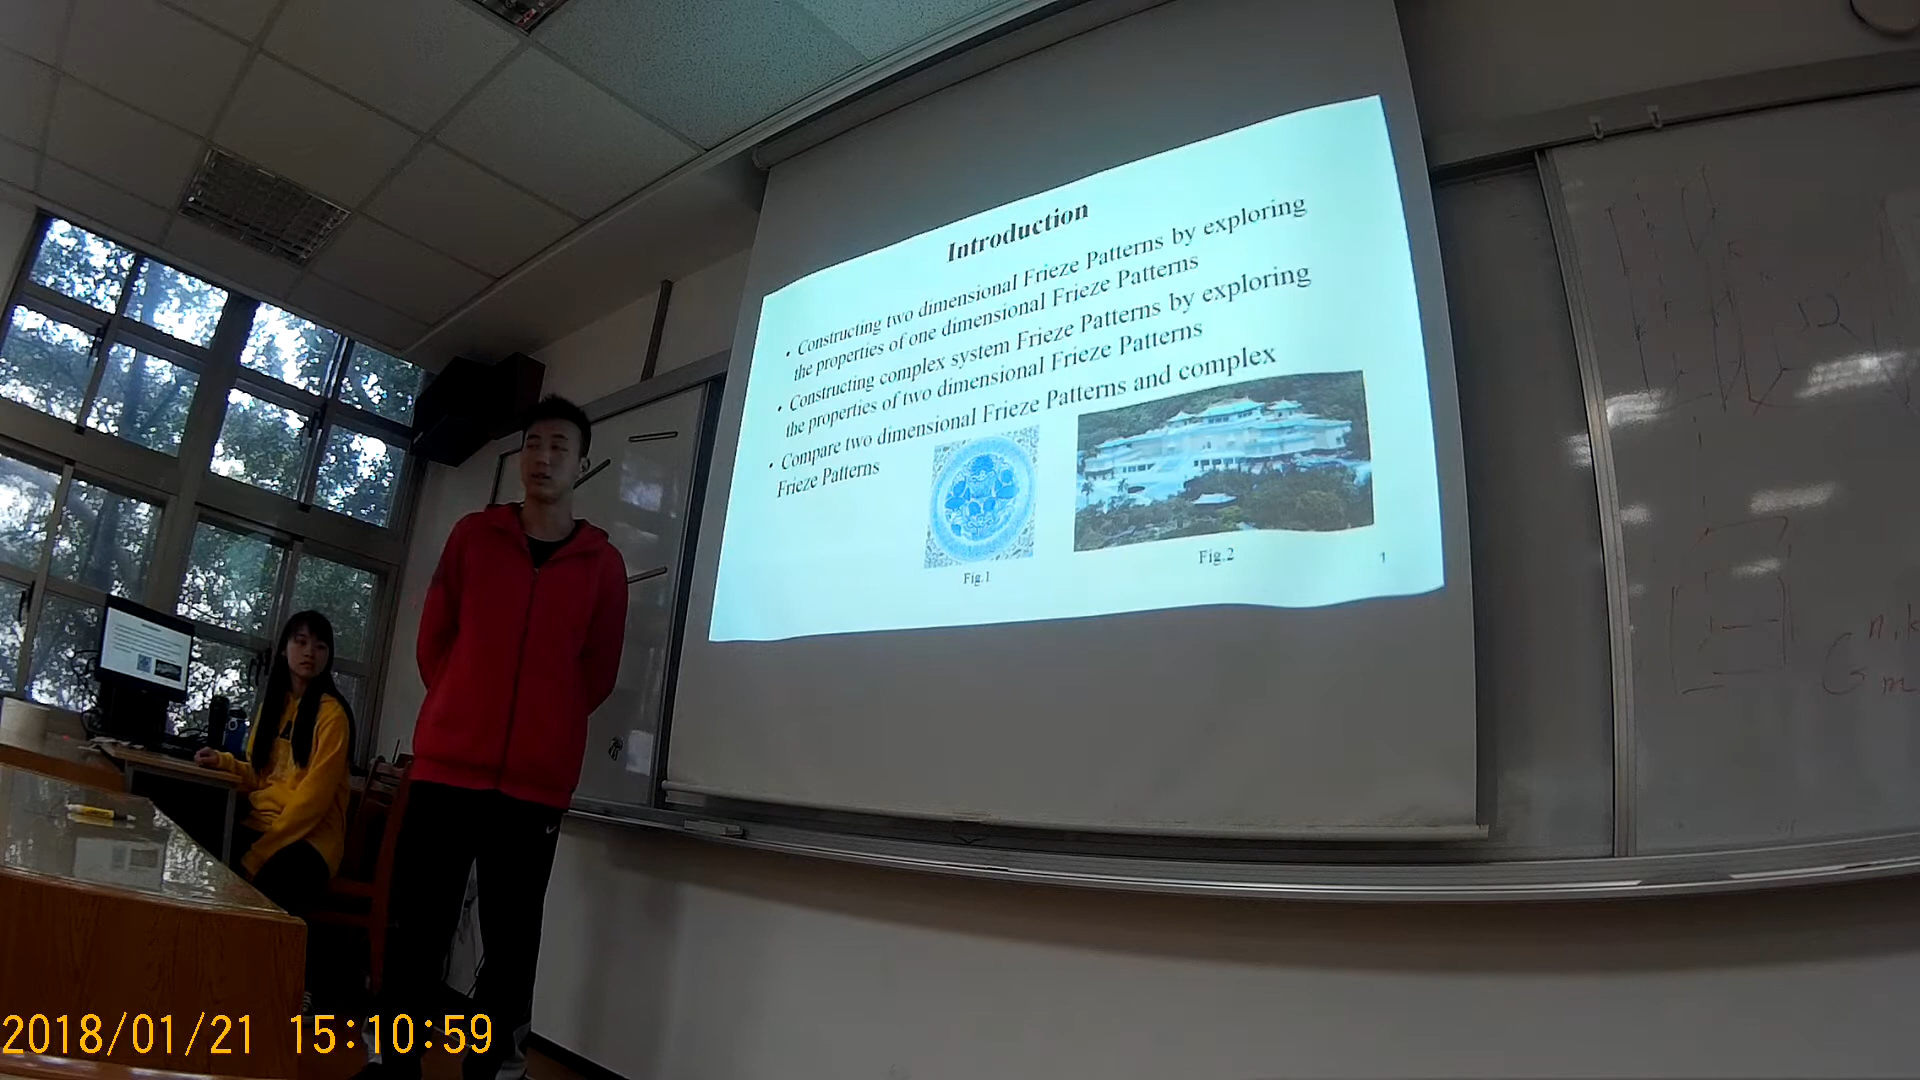 Introduction
• Constructing two dimensional Frieze Patterns by exploring
the properties of one dimensional Frieze Patterns
• Constructing complex system Frieze Patterns by exploring
the properties of two dimensional Frieze Patterns
• Compare two dimensional Frieze Patterns and complex
Frieze Patterns
Fig.1
Fig.2
1
G n,k
m
2018/01/21 15:10:59